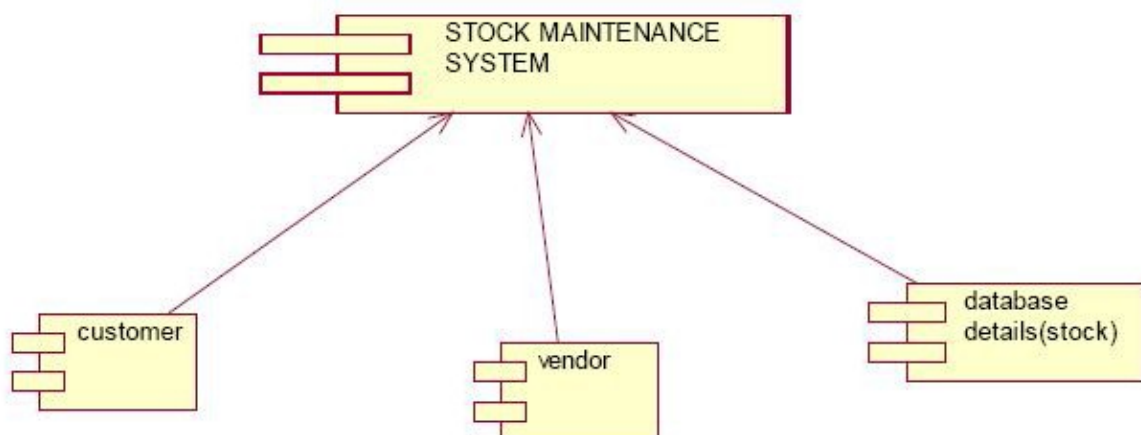 STOCK MAINTENANCE
SYSTEM
customer
vendor
database
details(stock)